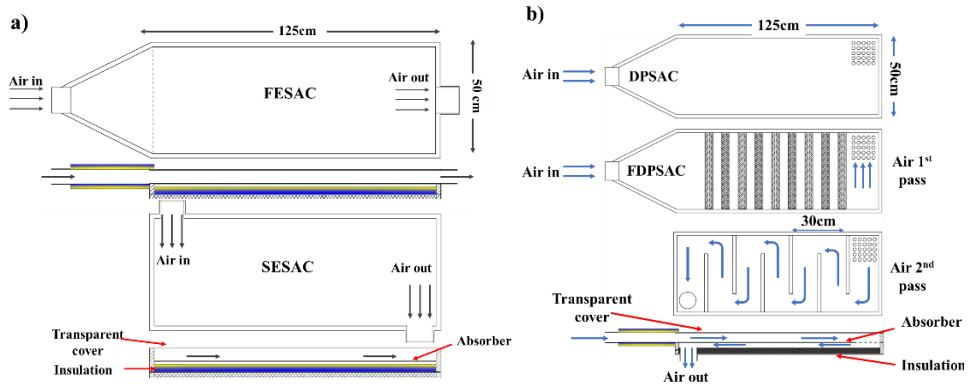 a)
125cm
Air in
FESAC
Air out
50 cm
Air in
SESAC
Air out
Transparent
cover
Absorber
Insulation
b)
125cm
Air in
DPSAC
50cm
Air in
FDPSAC
Air 1st
pass
30cm
Air 2nd
pass
Transparent
cover
Absorber
Insulation
Air out